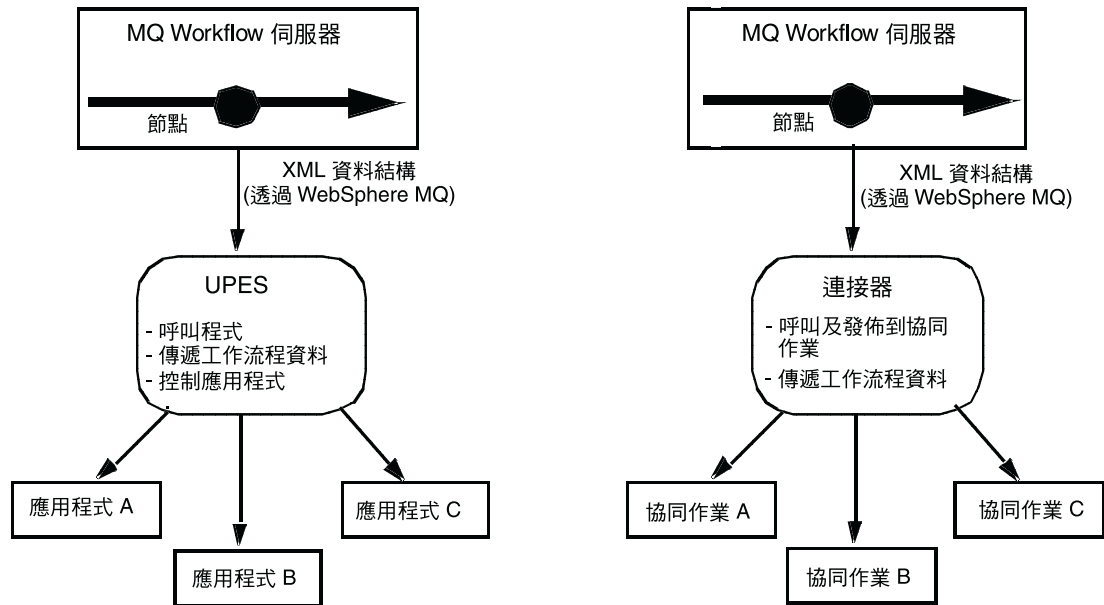 MQ Workflow 伺服器
節點
XML 資料結構
(透過 WebSphere MQ)
UPES
- 呼叫程式
- 傳遞工作流程資料
- 控制應用程式
應用程式 A
應用程式 B
應用程式 C
MQ Workflow 伺服器
節點
XML 資料結構
(透過 WebSphere MQ)
連接器
- 呼叫及發佈到協同
作業
- 傳遞工作流程資料
協同作業 A
協同作業 B
協同作業 C